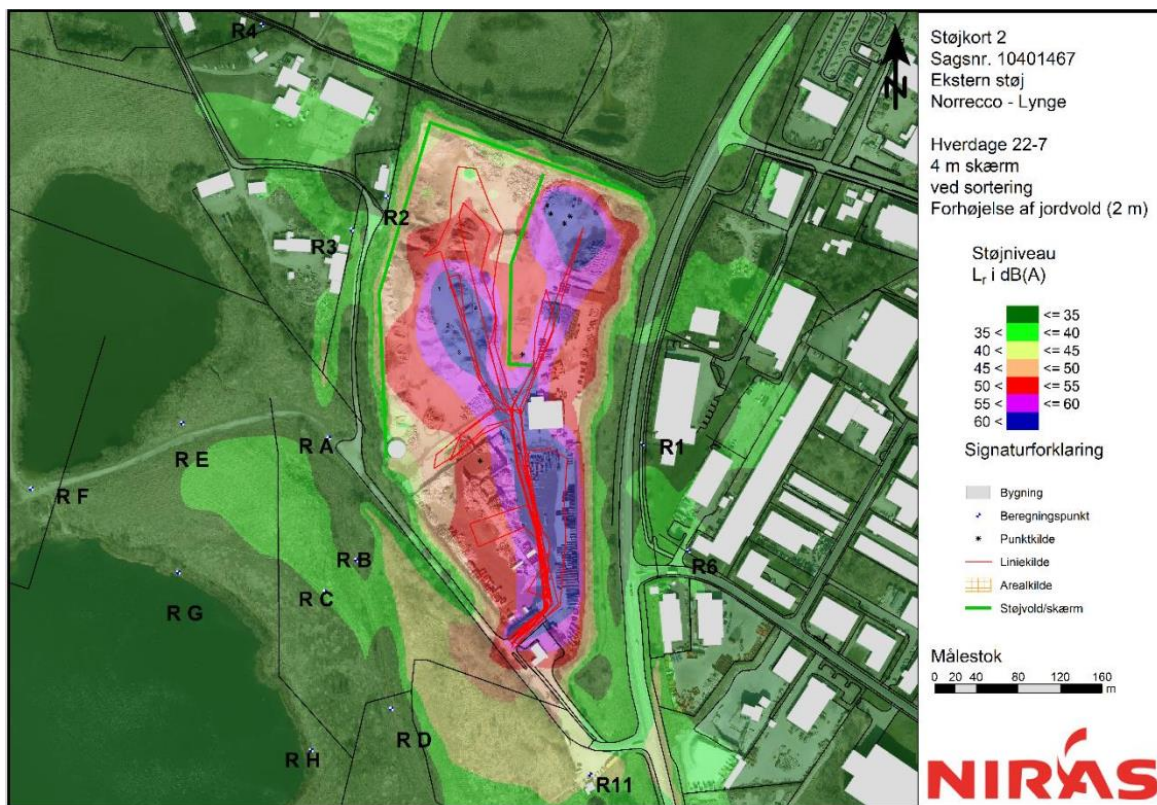 R4
R2
R3
R A
R1
R E
R F
R B
R6
R C
R G
R D
R H
R11
N
Støjkort 2
Sagsnr. 10401467
Ekstern støj
Norrecco - Lynge
Hverdage 22-7
4 m skærm
ved sortering
Forhøjelse af jordvold (2 m)
Støjniveau
Lr i dB(A)
<= 35
35 < <= 40
40 < <= 45
45 < <= 50
50 < <= 55
55 < <= 60
60 <
Signaturforklaring
Bygning
Beregningspunkt
Punktkilde
Liniekilde
Arealkilde
Støjvold/skærm
Målestok
0 20 40 80 120 160
m
NIRAS